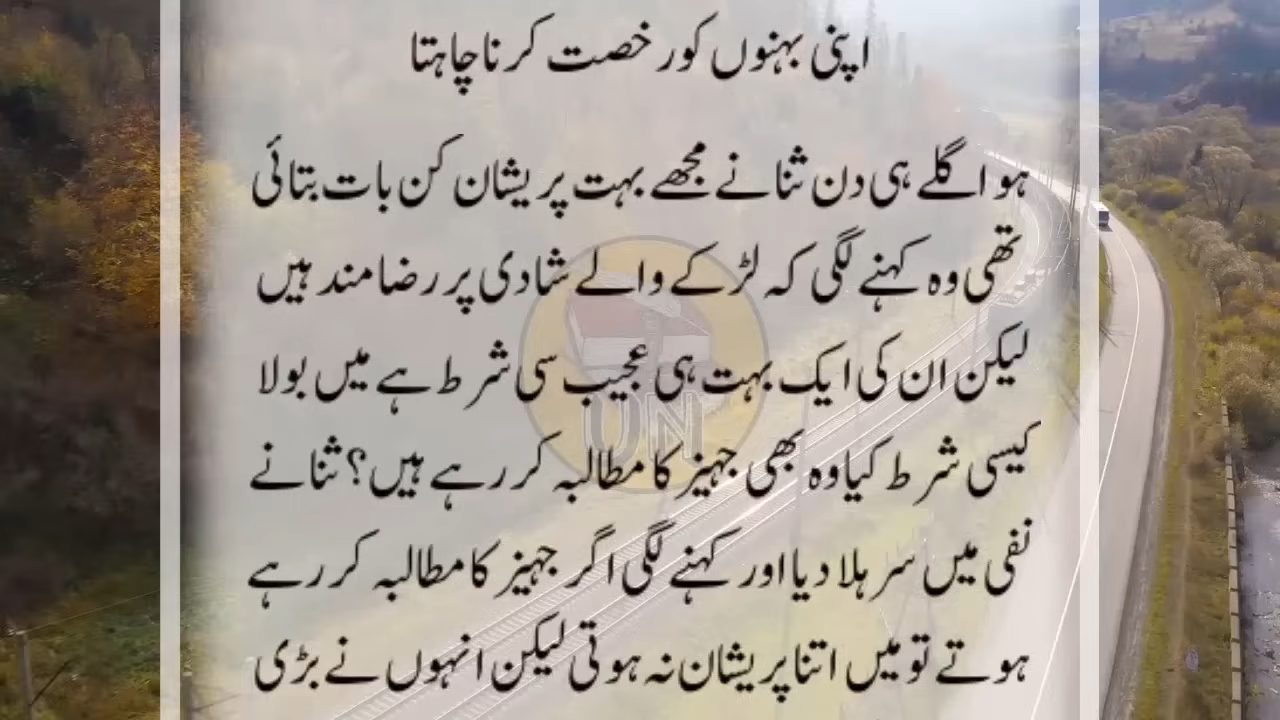 اپنی بہنوں کو رخصت کرنا چاہتا
ہو اگلے ہی دن ثنا نے مجھے بہت پریشان کن بات بتائی
تھی وہ کہنے لگی کہ لڑکے والے شادی پر رضا مند ہیں
لیکن ان کی ایک بہت ہی عجیب سی شرط ہے میں بولا
کیسی شرط کیا وہ بھی جہیز کا مطالبہ کر رہے ہیں؟ ثنا نے
نفی میں سر ہلا دیا اور کہنے لگی اگر جہیز کا مطالبہ کر رہے
ہوتے تو میں اتنا پریشان نہ ہوتی لیکن انہوں نے بڑی
UN